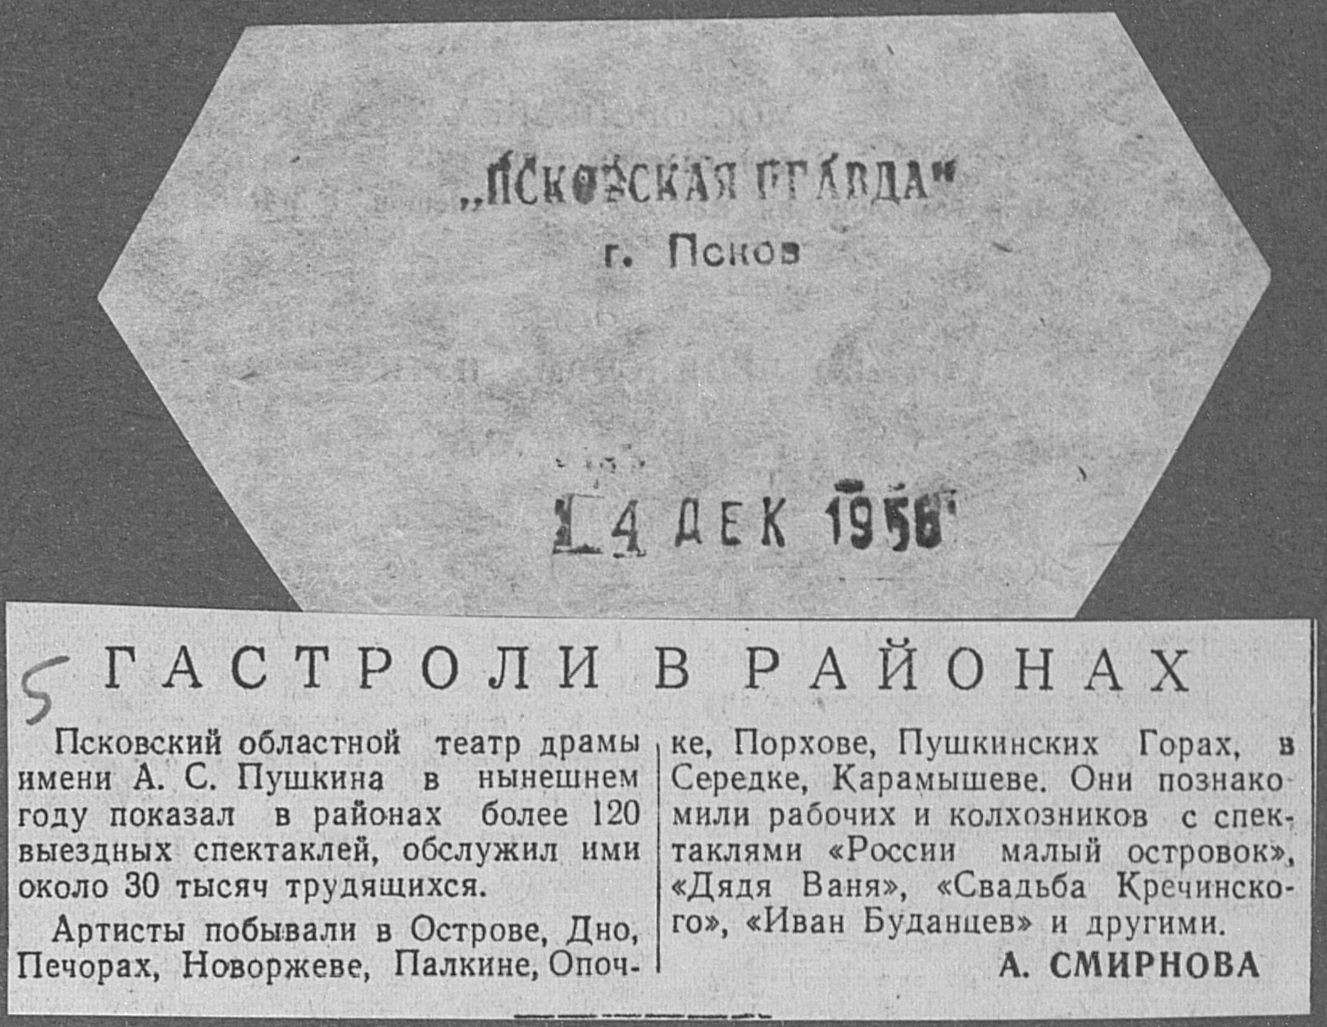 „ПСКОВСКАЯ ПРАВДА"
г. Псков
14 ДЕК 1956
5
ГАСТРОЛИ В РАЙОНАХ
Псковский областной театр драмы
имени А. С. Пушкина в нынешнем
году показал в районах более 120
выездных спектаклей, обслужил ими
около 30 тысяч трудящихся.
Артисты побывали в Острове, Дно,
Печорах, Новоржеве, Палкине, Опоч-
ке, Порхове, Пушкинских Горах, в
Середке, Карамышеве. Они познако-
мили рабочих и колхозников с спек-
таклями «России малый островок»,
«Дядя Ваня», «Свадьба Кречинско-
го», «Иван Буданцев» и другими.
А. СМИРНОВА